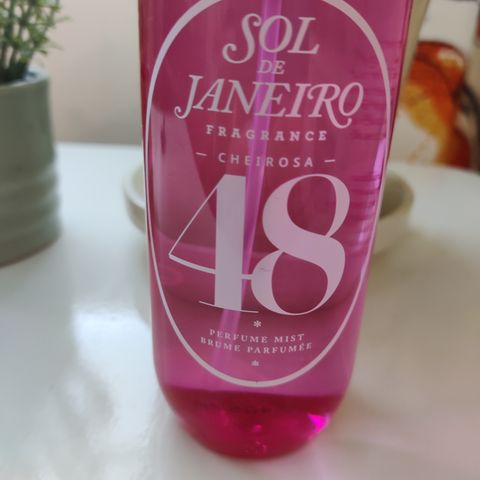 SOL
DE
JANEIRO
FRAGRANCE
– CHEIROSA –
48
*
PERFUME MIST
BRUME PARFUMÉE
*